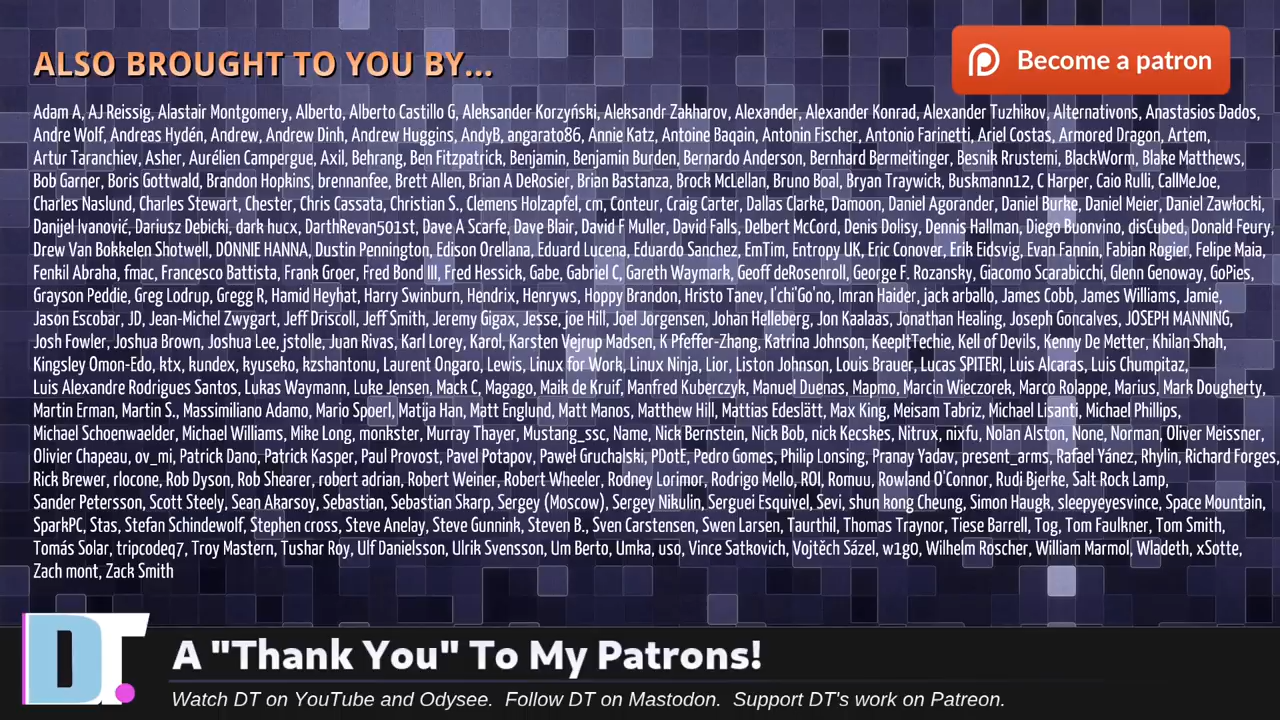 ALSO BROUGHT TO YOU BY...
Become a patron
Adam A, AJ Reissig, Alastair Montgomery, Alberto, Alberto Castillo G, Aleksander Korzyński, Aleksandr Zakharov, Alexander, Alexander Konrad, Alexander Tuzhikov, Alternativons, Anastasios Dados,
Andre Wolf, Andreas Hydén, Andrew, Andrew Dinh, Andrew Huggins, AndyB, angarato86, Annie Katz, Antoine Baqain, Antonin Fischer, Antonio Farinetti, Ariel Costas, Armored Dragon, Artem,
Artur Taranchiev, Asher, Aurélien Campergue, Axil, Behrang, Ben Fitzpatrick, Benjamin, Benjamin Burden, Bernardo Anderson, Bernhard Bermeitinger, Besnik Rrustemi, BlackWorm, Blake Matthews,
Bob Garner, Boris Gottwald, Brandon Hopkins, brennanfee, Brett Allen, Brian A DeRosier, Brian Bastanza, Brock McLellan, Bruno Boal, Bryan Traywick, Buskmann12, C Harper, Caio Rulli, CallMeJoe,
Charles Naslund, Charles Stewart, Chester, Chris Cassata, Christian S., Clemens Holzapfel, cm, Conteur, Craig Carter, Dallas Clarke, Damoon, Daniel Agorander, Daniel Burke, Daniel Meier, Daniel Zawłocki,
Danijel Ivanović, Dariusz Debicki, dark hucx, DarthRevan501st, Dave A Scarfe, Dave Blair, David F Muller, David Falls, Delbert McCord, Denis Dolisy, Dennis Hallman, Diego Buonvino, disCubed, Donald Feury,
Drew Van Bokkelen Shotwell, DONNIE HANNA, Dustin Pennington, Edison Orellana, Eduard Lucena, Eduardo Sanchez, EmTim, Entropy UK, Eric Conover, Erik Eidsvig, Evan Fannin, Fabian Rogier, Felipe Maia,
Fenkil Abraha, fmac, Francesco Battista, Frank Groer, Fred Bond III, Fred Hessick, Gabe, Gabriel C, Gareth Waymark, Geoff deRosenroll, George F. Rozansky, Giacomo Scarabicchi, Glenn Genoway, GoPies,
Grayson Peddie, Greg Lodrup, Gregg R, Hamid Heyhat, Harry Swinburn, Hendrix, Henryws, Hoppy Brandon, Hristo Tanev, I'chi'Go'no, Imran Haider, jack arballo, James Cobb, James Williams, Jamie,
Jason Escobar, JD, Jean-Michel Zwygart, Jeff Driscoll, Jeff Smith, Jeremy Gigax, Jesse, joe Hill, Joel Jorgensen, Johan Helleberg, Jon Kaalaas, Jonathan Healing, Joseph Goncalves, JOSEPH MANNING,
Josh Fowler, Joshua Brown, Joshua Lee, jstolle, Juan Rivas, Karl Lorey, Karol, Karsten Vejrup Madsen, K Pfeffer-Zhang, Katrina Johnson, KeepItTechie, Kell of Devils, Kenny De Metter, Khilan Shah,
Kingsley Omon-Edo, ktx, kundex, kyuseko, kzshantonu, Laurent Ongaro, Lewis, Linux for Work, Linux Ninja, Lior, Liston Johnson, Louis Brauer, Lucas SPITERI, Luis Alcaras, Luis Chumpitaz,
Luis Alexandre Rodrigues Santos, Lukas Waymann, Luke Jensen, Mack C, Magago, Maik de Kruif, Manfred Kuberczyk, Manuel Duenas, Mapmo, Marcin Wieczorek, Marco Rolappe, Marius, Mark Dougherty,
Martin Erman, Martin S., Massimiliano Adamo, Mario Spoerl, Matija Han, Matt Englund, Matt Manos, Matthew Hill, Mattias Edeslätt, Max King, Meisam Tabriz, Michael Lisanti, Michael Phillips,
Michael Schoenwaelder, Michael Williams, Mike Long, monkster, Murray Thayer, Mustang_ssc, Name, Nick Bernstein, Nick Bob, nick Kecskes, Nitrux, nixfu, Nolan Alston, None, Norman, Oliver Meissner,
Olivier Chapeau, ov_mi, Patrick Dano, Patrick Kasper, Paul Provost, Pavel Potapov, Paweł Gruchalski, PDotE, Pedro Gomes, Philip Lonsing, Pranay Yadav, present_arms, Rafael Yánez, Rhylin, Richard Forges,
Rick Brewer, rlocone, Rob Dyson, Rob Shearer, robert adrian, Robert Weiner, Robert Wheeler, Rodney Lorimor, Rodrigo Mello, ROI, Romuu, Rowland O'Connor, Rudi Bjerke, Salt Rock Lamp,
Sander Petersson, Scott Steely, Sean Akarsoy, Sebastian, Sebastian Skarp, Sergey (Moscow), Sergey Nikulin, Serguei Esquivel, Sevi, shun kong Cheung, Simon Haugk, sleepyeyesvince, Space Mountain,
SparkPC, Stas, Stefan Schindewolf, Stephen cross, Steve Anelay, Steve Gunnink, Steven B., Sven Carstensen, Swen Larsen, Taurthil, Thomas Traynor, Tiese Barrell, Tog, Tom Faulkner, Tom Smith,
Tomás Solar, tripcodeq7, Troy Mastern, Tushar Roy, Ulf Danielsson, Ulrik Svensson, Um Berto, Umka, uso, Vince Satkovich, Vojtěch Sázel, w1g0, Wilhelm Roscher, William Marmol, Wladeth, xSotte,
Zach mont, Zack Smith
DT
A "Thank You" To My Patrons!
Watch DT on YouTube and Odysee. Follow DT on Mastodon. Support DT's work on Patreon.